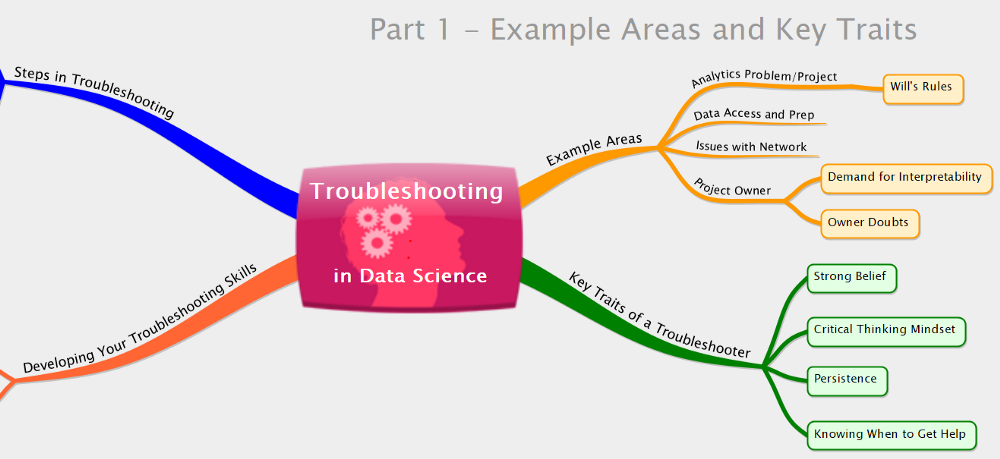 Part 1 – Example Areas and Key Traits
Steps in Troubleshooting
Troubleshooting
in Data Science
Developing Your Troubleshooting Skills
Example Areas
Analytics Problem/Project
Will's Rules
Data Access and Prep
Issues with Network
Project Owner
Demand for Interpretability
Owner Doubts
Key Traits of a Troubleshooter
Strong Belief
Critical Thinking Mindset
Persistence
Knowing When to Get Help